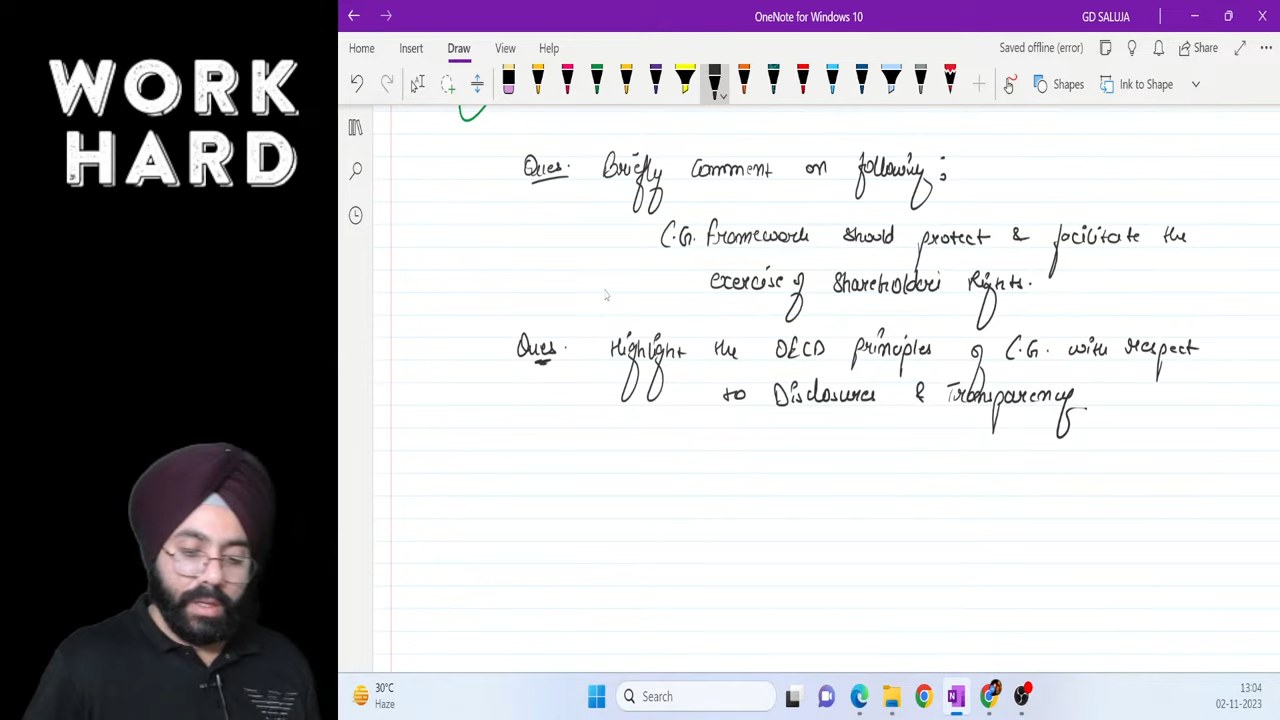 WORK
HARD
OneNote for Windows 10
GD SALUJA
Home Insert Draw View Help
Saved offline (error)
Share
Shapes
Ink to Shape
Ques. Briefly comment on following:
C.G. framework should protect & facilitate the
exercise of Shareholders Rights.
Ques. Highlight the OECD principles of C.G. with respect
to Disclosures & Transparency
30°C
Haze
Search
13:04
02-11-2023